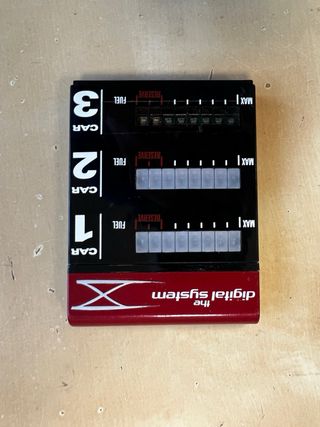 the
digital system
MAX
RESERVE
FUEL
CAR
1
MAX
RESERVE
FUEL
CAR
2
MAX
RESERVE
FUEL
CAR
3